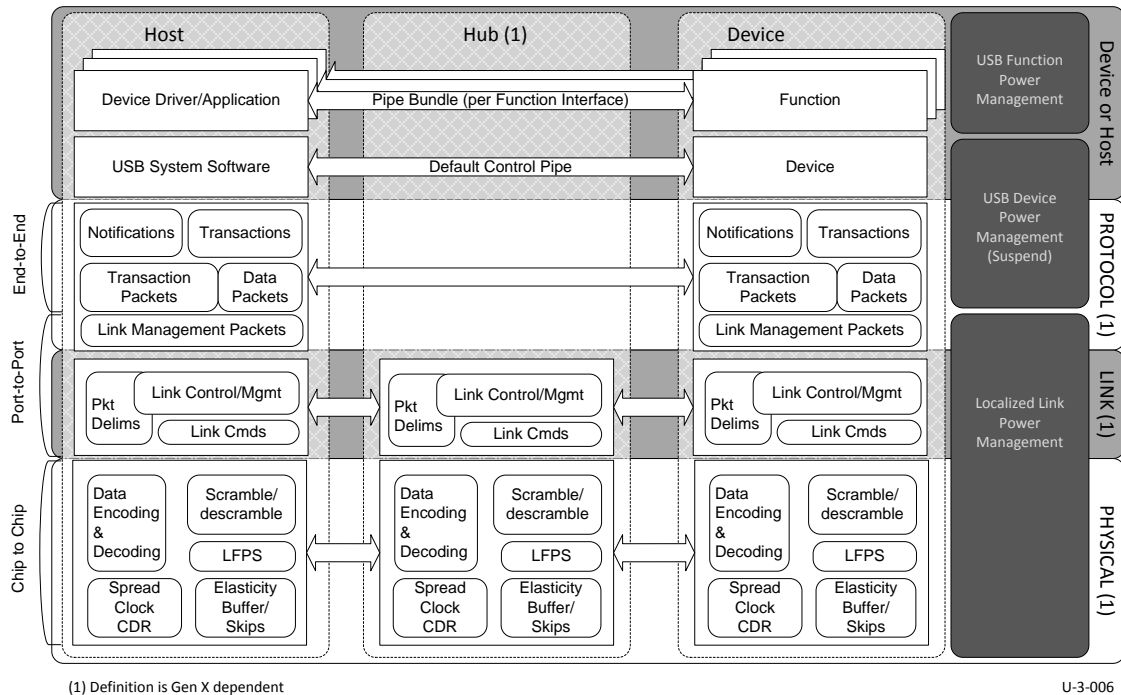 Host
Hub (1)
Device
Device Driver/Application
Pipe Bundle (per Function Interface)
Function
USB System Software
Default Control Pipe
Device
Notifications
Transactions
Transaction
Packets
Data
Packets
Link Management Packets
Notifications
Transactions
Transaction
Packets
Data
Packets
Link Management Packets
Pkt
Delims
Link Control/Mgmt
Link Cmds
Pkt
Delims
Link Control/Mgmt
Link Cmds
Pkt
Delims
Link Control/Mgmt
Link Cmds
Data
Encoding
&
Decoding
Scramble/
descramble
LFPS
Spread
Clock
CDR
Elasticity
Buffer/
Skips
Data
Encoding
&
Decoding
Scramble/
descramble
LFPS
Spread
Clock
CDR
Elasticity
Buffer/
Skips
Data
Encoding
&
Decoding
Scramble/
descramble
LFPS
Spread
Clock
CDR
Elasticity
Buffer/
Skips
USB Function
Power
Management
USB Device
Power
Management
(Suspend)
Localized Link
Power
Management
Device or Host
PROTOCOL (1)
LINK (1)
PHYSICAL (1)
End-to-End
Port-to-Port
Chip to Chip
(1) Definition is Gen X dependent
U-3-006